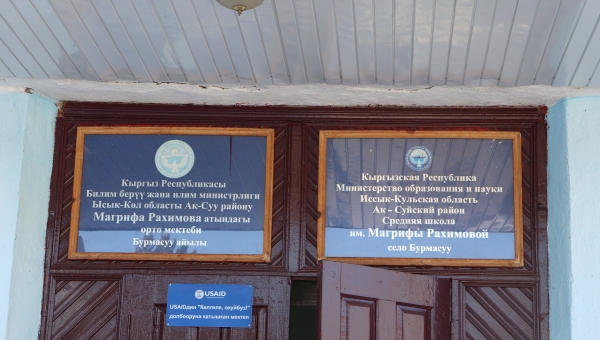 Кыргыз Республикасы
Билим берүү жана илим министрлиги
Ысык-Көл областы Ак-Суу району
Магрифа Рахимова атындагы
орто мектеби
Бурмасуу айылы
Кыргызская Республика
Министерство образования и науки
Иссык-Кульская область
Ак - Суйский район
Средняя школа
им. Магрифы Рахимовой
село Бурмасуу
USAID
USAIDдин "Келгиле, окуйбуз!"
долбооруна катышкан мектеп